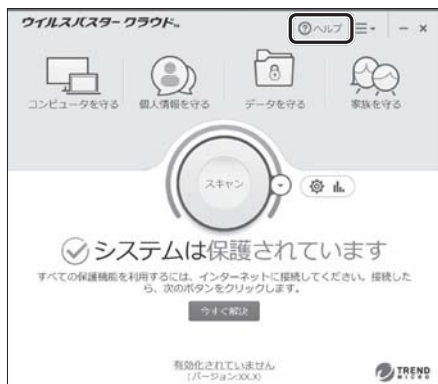 ウイルスバスター クラウド™
ヘルプ
コンピュータを守る 個人情報を守る データを守る 家族を守る
スキャン
システムは保護されています
すべての保護機能を利用するには、インターネットに接続してください。接続した
ら、次のボタンをクリックします。
今すぐ解決
有効化されていません
(バージョン:XX.X)
TREND
MICRO